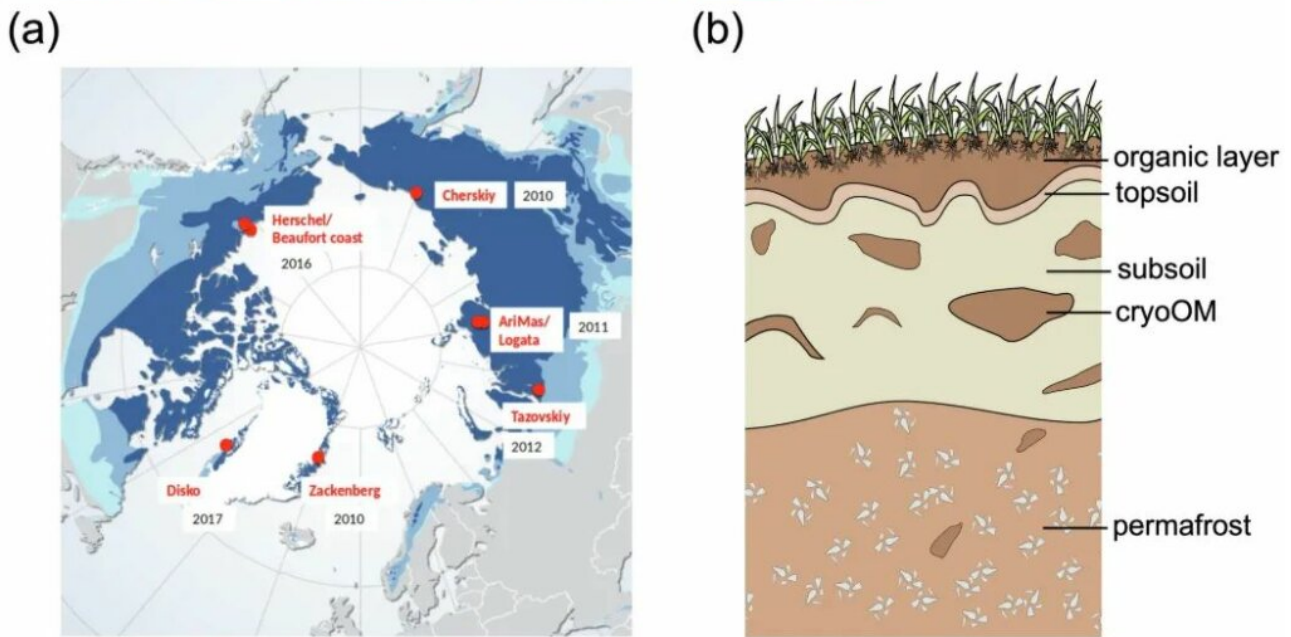 (a)
Cherskiy 2010
Herschel/
Beaufort coast
2016
AriMas/
Logata
2011
Tazovskiy
2012
Disko
2017
Zackenberg
2010
(b)
organic layer
topsoil
subsoil
cryoOM
permafrost